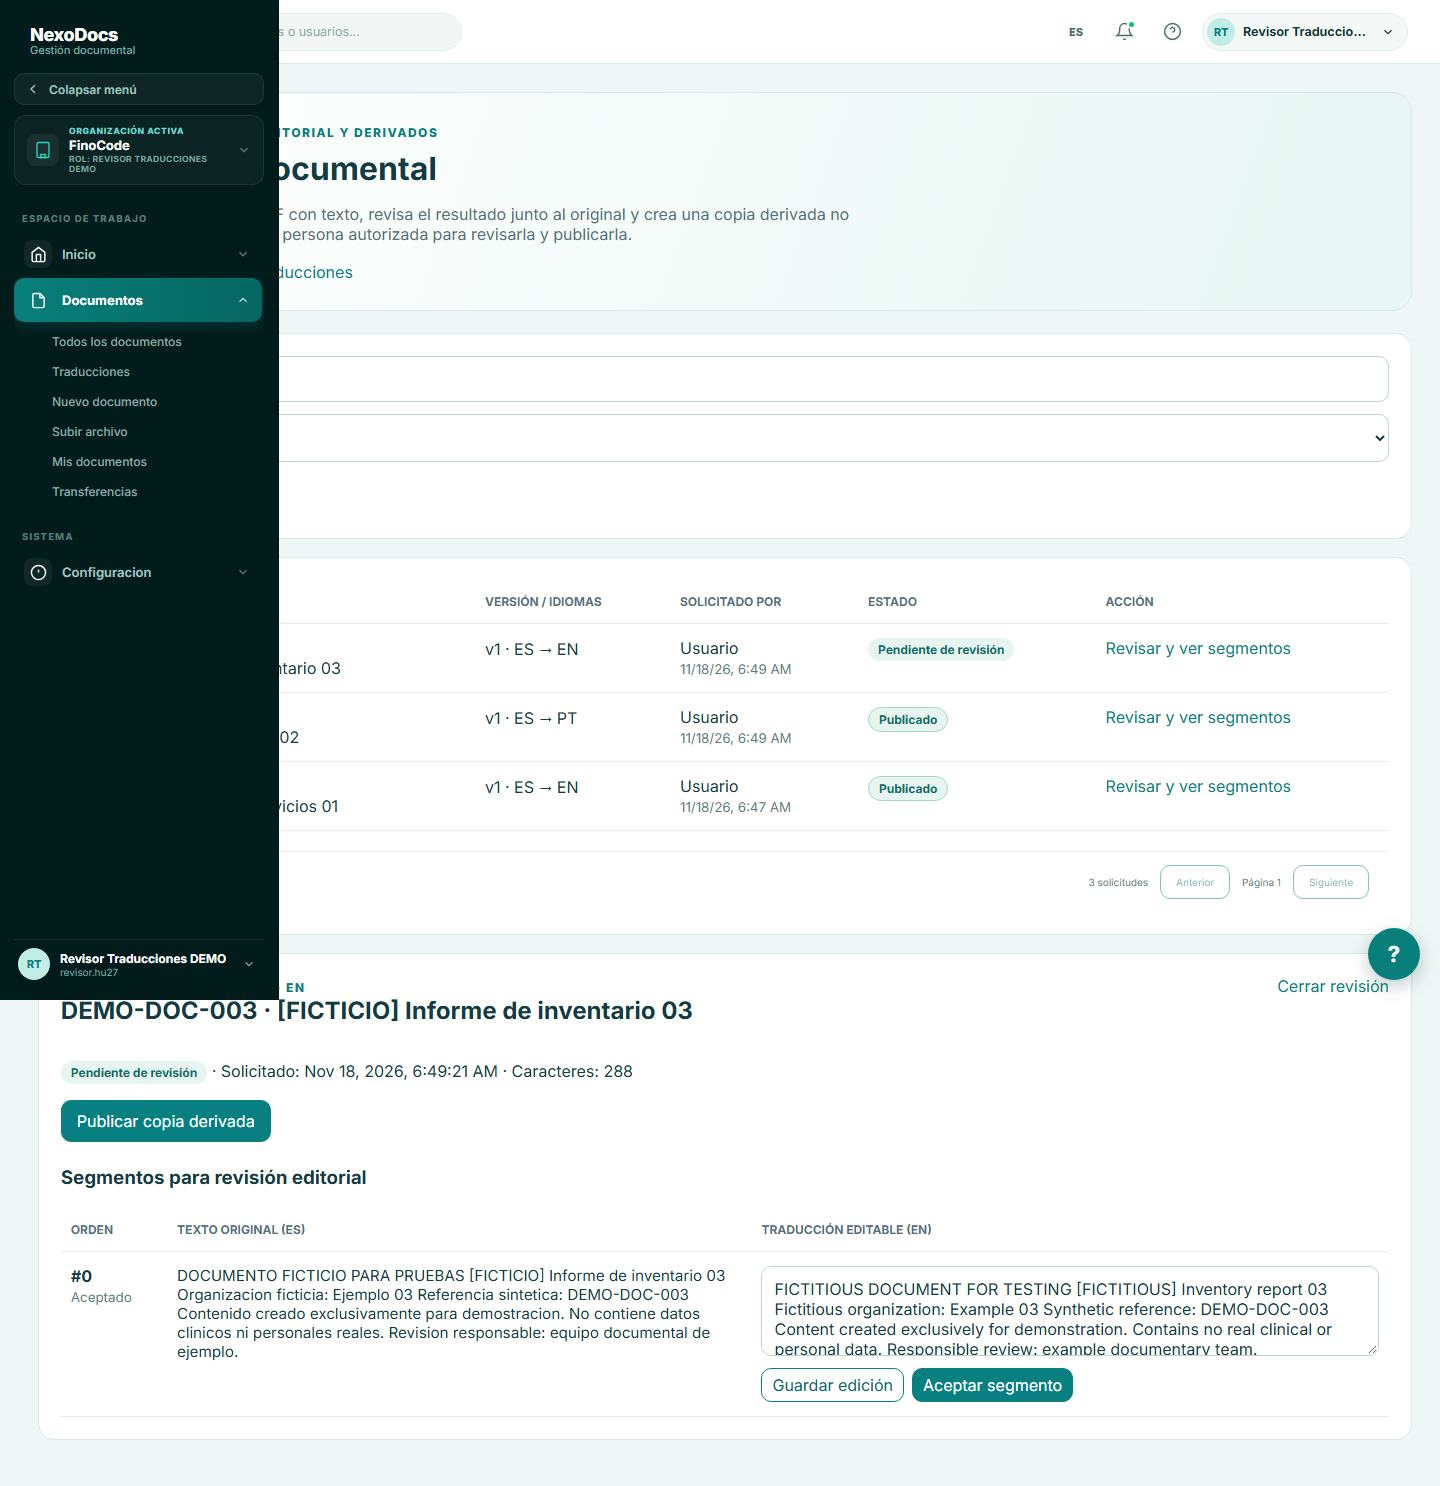 NexoDocs
Gestión documental
Colapsar menú
ORGANIZACIÓN ACTIVA
FinoCode
ROL: REVISOR TRADUCCIONES
DEMO
ESPACIO DE TRABAJO
Inicio
Documentos
Todos los documentos
Traducciones
Nuevo documento
Subir archivo
Mis documentos
Transferencias
SISTEMA
Configuracion
RT
Revisor Traducciones DEMO
revisor.hu27
s o usuarios...
ES
RT
Revisor Traduccio...
TORIAL Y DERIVADOS
ocumental
con texto, revisa el resultado junto al original y crea una copia derivada no
persona autorizada para revisarla y publicarla.
ducciones
VERSIÓN / IDIOMAS
SOLICITADO POR
ESTADO
ACCIÓN
ntario 03
v1 · ES → EN
Usuario
11/18/26, 6:49 AM
Pendiente de revisión
Revisar y ver segmentos
02
v1 · ES → PT
Usuario
11/18/26, 6:49 AM
Publicado
Revisar y ver segmentos
vicios 01
v1 · ES → EN
Usuario
11/18/26, 6:47 AM
Publicado
Revisar y ver segmentos
3 solicitudes
Anterior
Página 1
Siguiente
?
EN
Cerrar revisión
DEMO-DOC-003 · [FICTICIO] Informe de inventario 03
Pendiente de revisión · Solicitado: Nov 18, 2026, 6:49:21 AM · Caracteres: 288
Publicar copia derivada
Segmentos para revisión editorial
ORDEN
TEXTO ORIGINAL (ES)
TRADUCCIÓN EDITABLE (EN)
#0
Aceptado
DOCUMENTO FICTICIO PARA PRUEBAS [FICTICIO] Informe de inventario 03
Organizacion ficticia: Ejemplo 03 Referencia sintetica: DEMO-DOC-003
Contenido creado exclusivamente para demostracion. No contiene datos
clinicos ni personales reales. Revision responsable: equipo documental de
ejemplo.
FICTITIOUS DOCUMENT FOR TESTING [FICTITIOUS] Inventory report 03
Fictitious organization: Example 03 Synthetic reference: DEMO-DOC-003
Content created exclusively for demonstration. Contains no real clinical or
personal data. Responsible review: example documentary team.
Guardar edición
Aceptar segmento